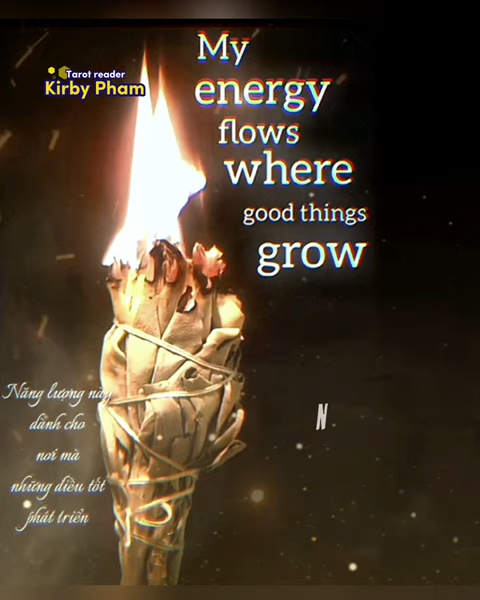 Tarot reader
Kirby Pham
My
energy
flows
where
good things
grow
Năng lượng này
dành cho
nơi mà
những điều tốt
phát triển
N